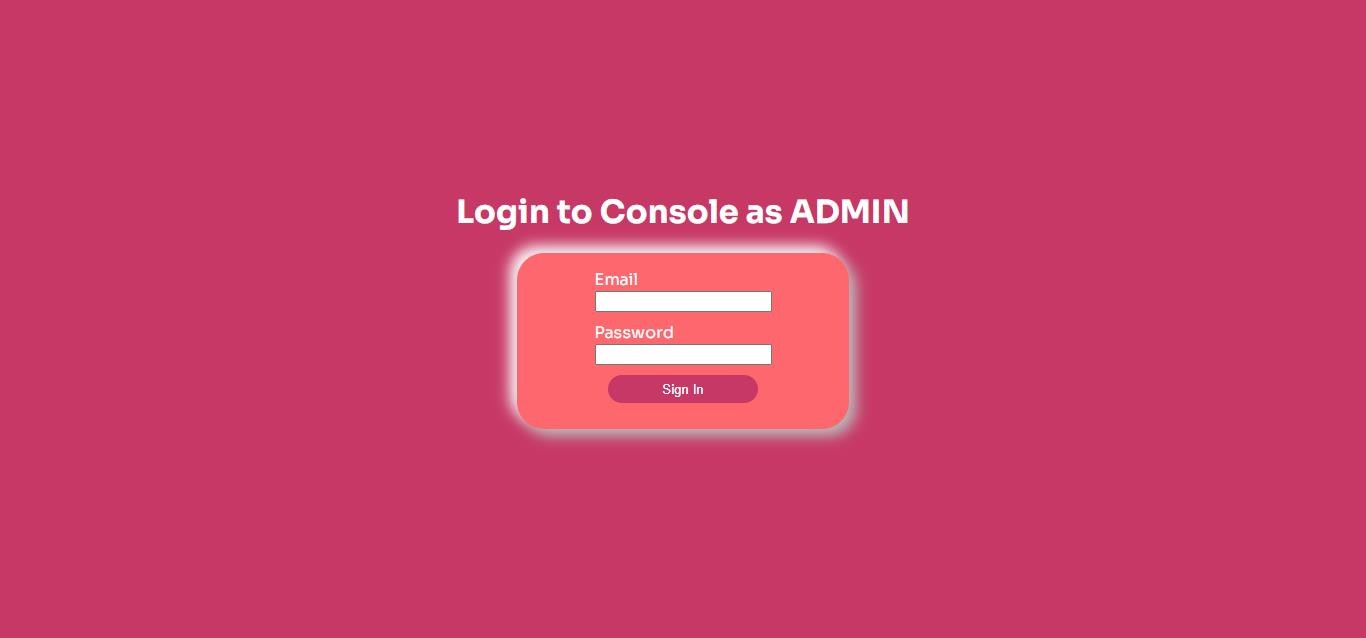 Login to Console as ADMIN
Email
Password
Sign In